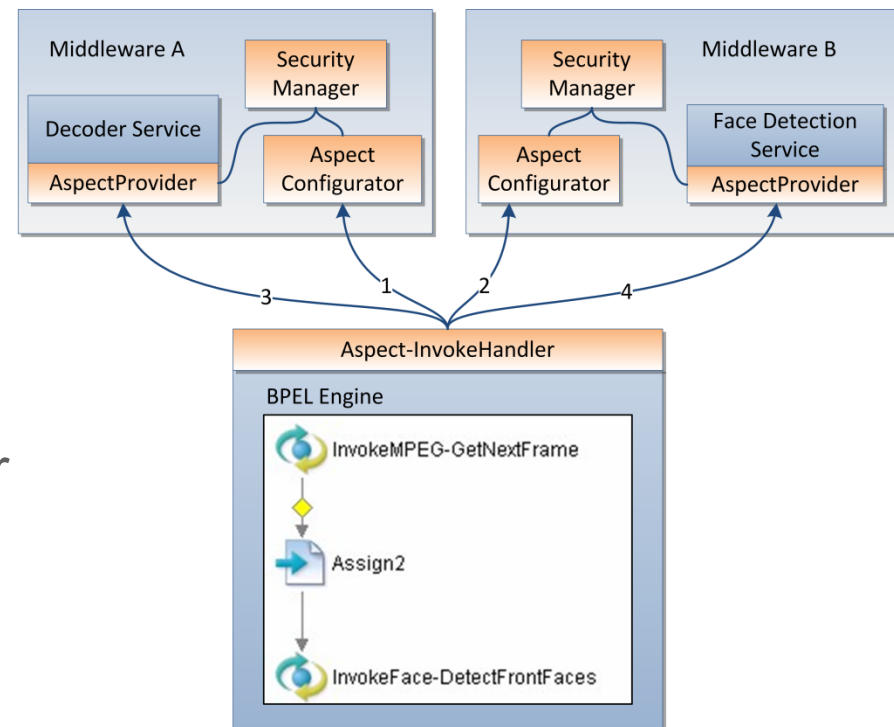 Middleware A
Security
Manager
Decoder Service
AspectProvider
Aspect
Configurator
Middleware B
Security
Manager
Aspect
Configurator
Face Detection
Service
AspectProvider
3
1
2
4
Aspect-InvokeHandler
BPEL Engine
InvokeMPEG-GetNextFrame
Assign2
InvokeFace-DetectFrontFaces
r